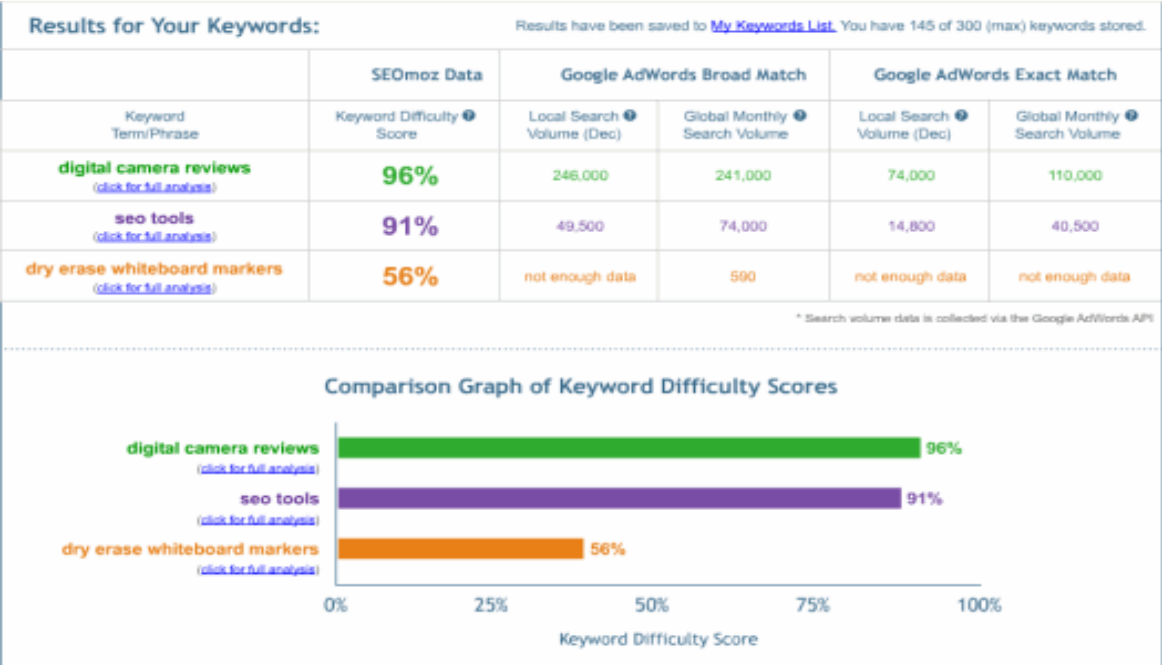 Results for Your Keywords:
Results have been saved to My Keywords List. You have 145 of 300 (max) keywords stored.
SEOmoz Data
Google AdWords Broad Match
Google AdWords Exact Match
Keyword
Term/Phrase
Keyword Difficulty ?
Score
Local Search ?
Volume (Dec)
Global Monthly ?
Search Volume
Local Search ?
Volume (Dec)
Global Monthly ?
Search Volume
digital camera reviews
(click for full analysis)
96%
246,000
241,000
74,000
110,000
seo tools
(click for full analysis)
91%
49,500
74,000
14,800
40,500
dry erase whiteboard markers
(click for full analysis)
56%
not enough data
590
not enough data
not enough data
* Search volume data is collected via the Google AdWords API
Comparison Graph of Keyword Difficulty Scores
digital camera reviews
(click for full analysis)
96%
seo tools
(click for full analysis)
91%
dry erase whiteboard markers
(click for full analysis)
56%
0%
25%
50%
75%
100%
Keyword Difficulty Score